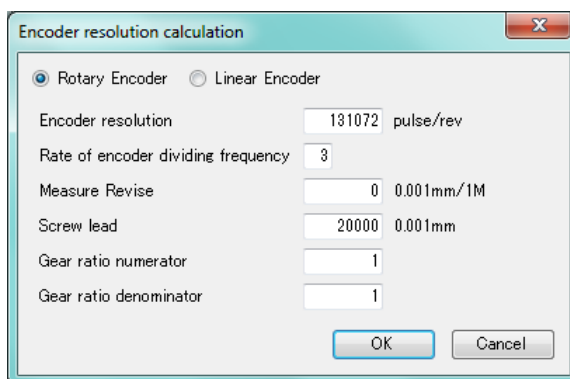 Encoder resolution calculation
Rotary Encoder Linear Encoder
Encoder resolution 131072 pulse/rev
Rate of encoder dividing frequency 3
Measure Revise 0 0.001mm/1M
Screw lead 20000 0.001mm
Gear ratio numerator 1
Gear ratio denominator 1
OK Cancel